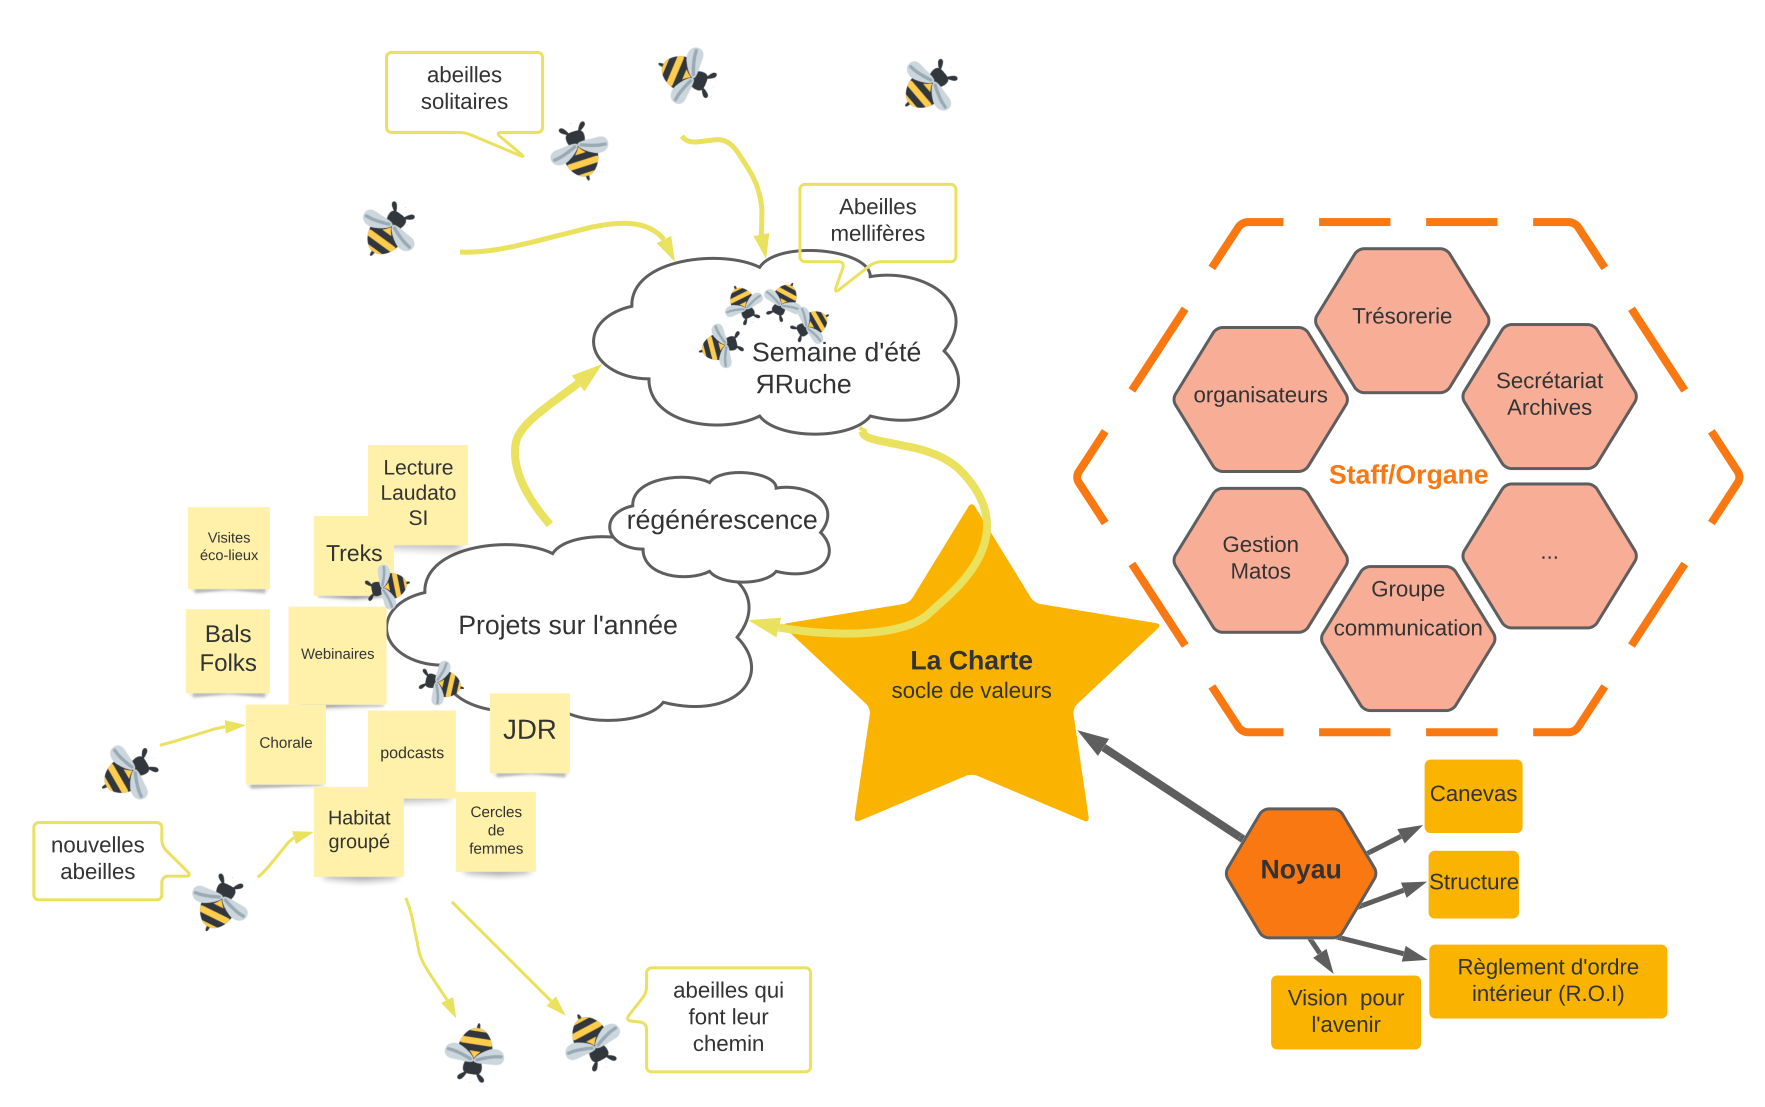 abeilles
solitaires
Abeilles
mellifères
Semaine d'été
ЯRuche
régénérescence
Projets sur l'année
Lecture
Laudato
SI
Visites
éco-lieux
Treks
Bals
Folks
Webinaires
Chorale
podcasts
JDR
Habitat
groupé
Cercles
de
femmes
nouvelles
abeilles
abeilles qui
font leur
chemin
La Charte
socle de valeurs
Trésorerie
organisateurs
Secrétariat
Archives
Staff/Organe
Gestion
Matos
...
Groupe
communication
Noyau
Canevas
Structure
Règlement d'ordre
intérieur (R.O.I)
Vision  pour
l'avenir